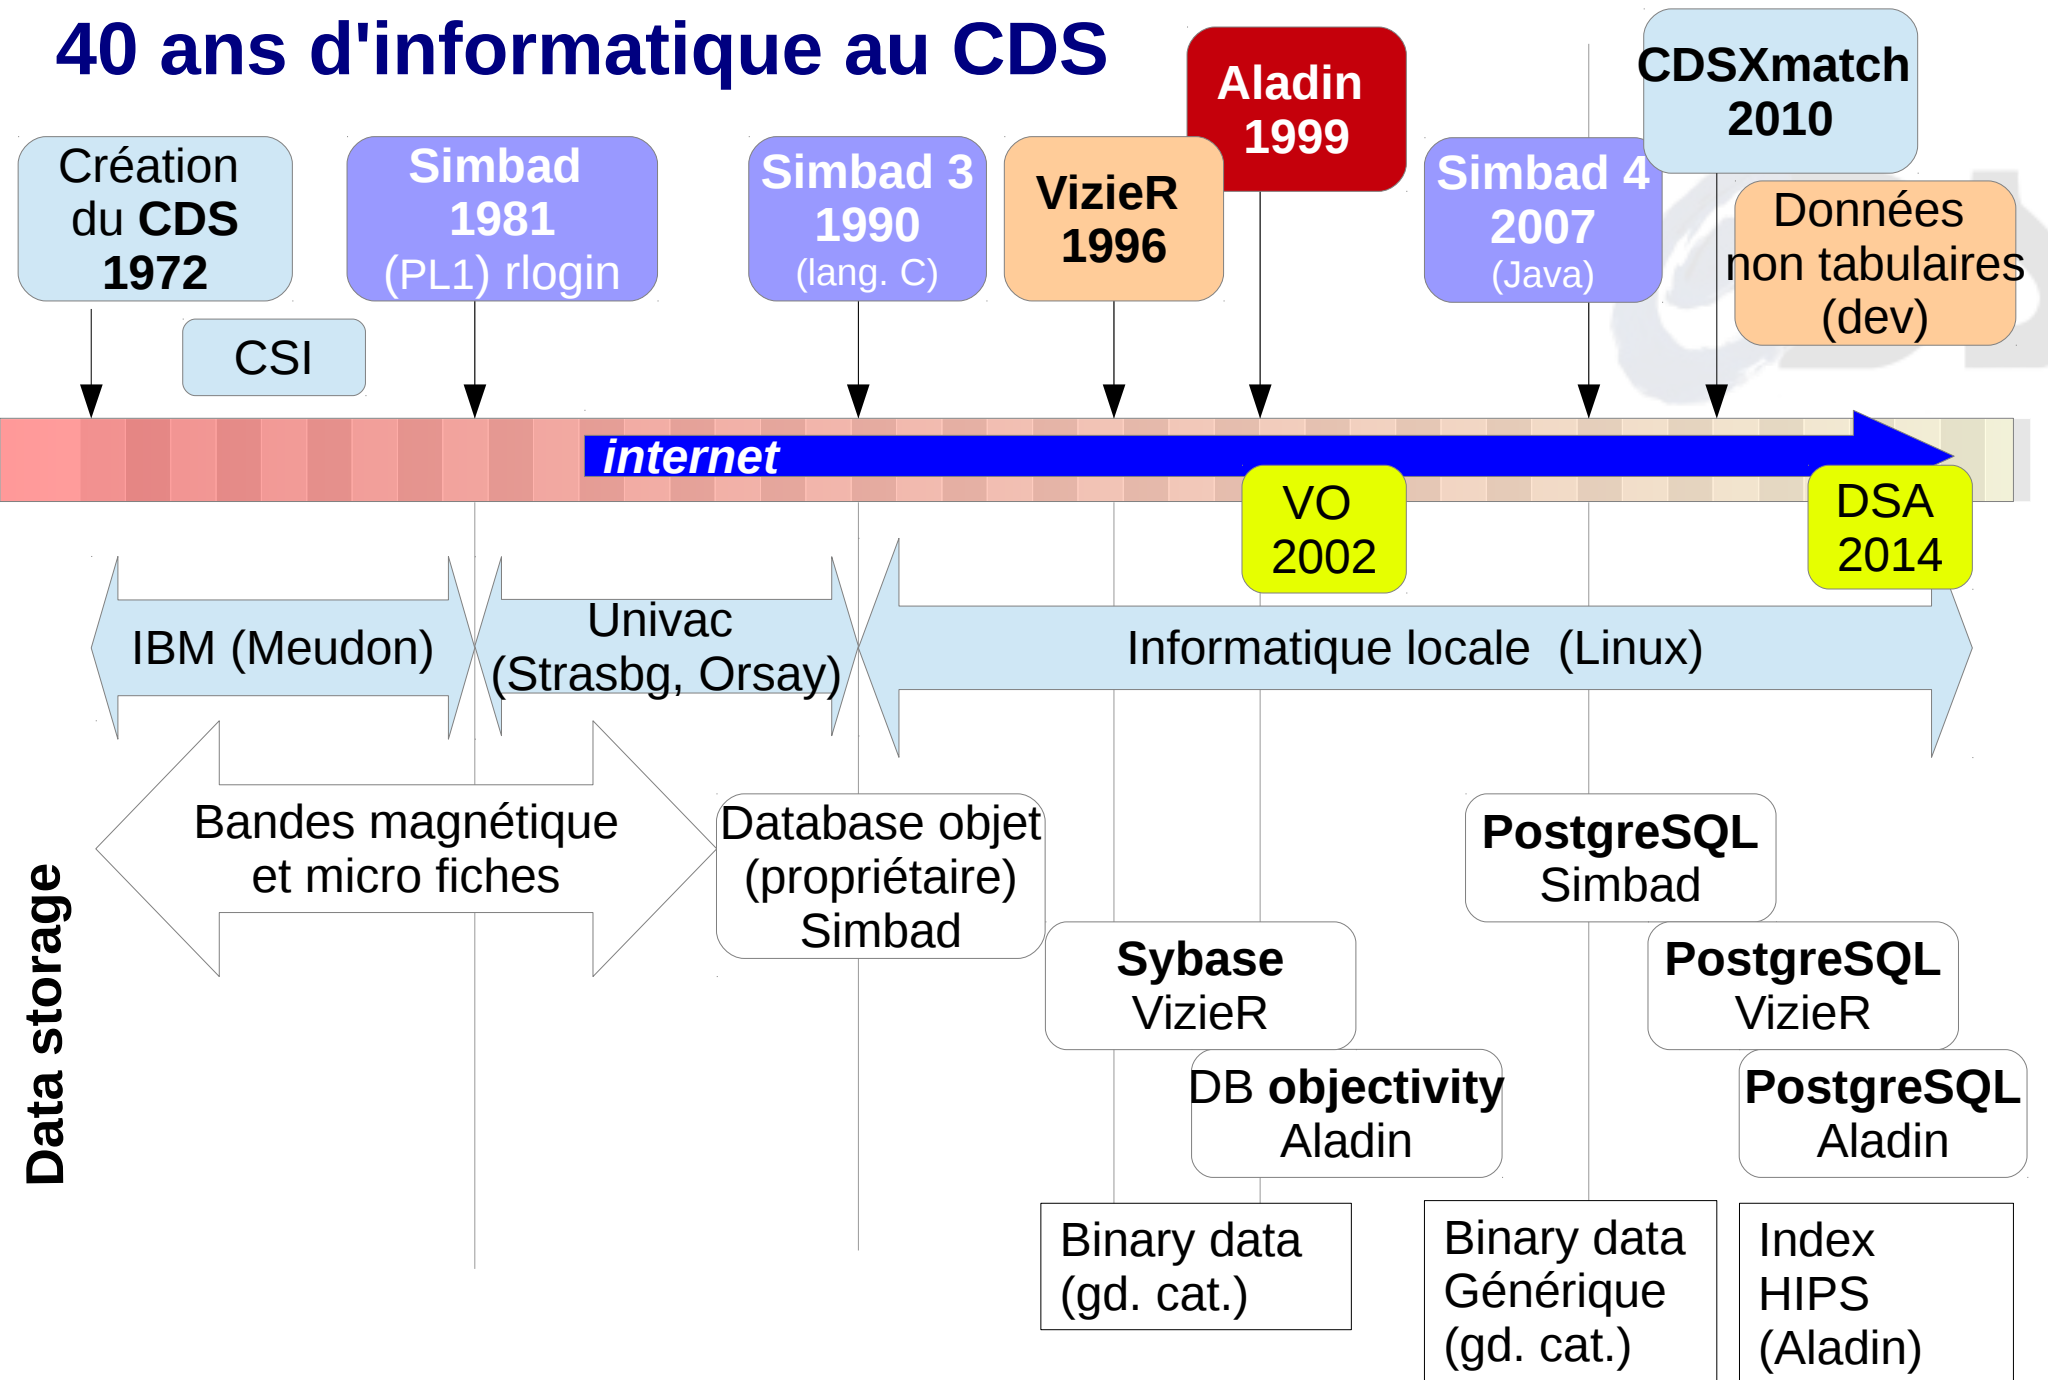 40 ans d'informatique au CDS
Création
du CDS
1972
Simbad
1981
(PL1) rlogin
Simbad 3
1990
(lang. C)
VizieR
1996
Aladin
1999
Simbad 4
2007
(Java)
CDSXmatch
2010
Données
non tabulaires
(dev)
CSI
internet
VO
2002
DSA
2014
IBM (Meudon)
Univac
(Strasbg, Orsay)
Informatique locale (Linux)
Data storage
Bandes magnétique
et micro fiches
Database objet
(propriétaire)
Simbad
Sybase
VizieR
DB objectivity
Aladin
PostgreSQL
Simbad
PostgreSQL
VizieR
PostgreSQL
Aladin
Binary data
(gd. cat.)
Binary data
Générique
(gd. cat.)
Index
HIPS
(Aladin)